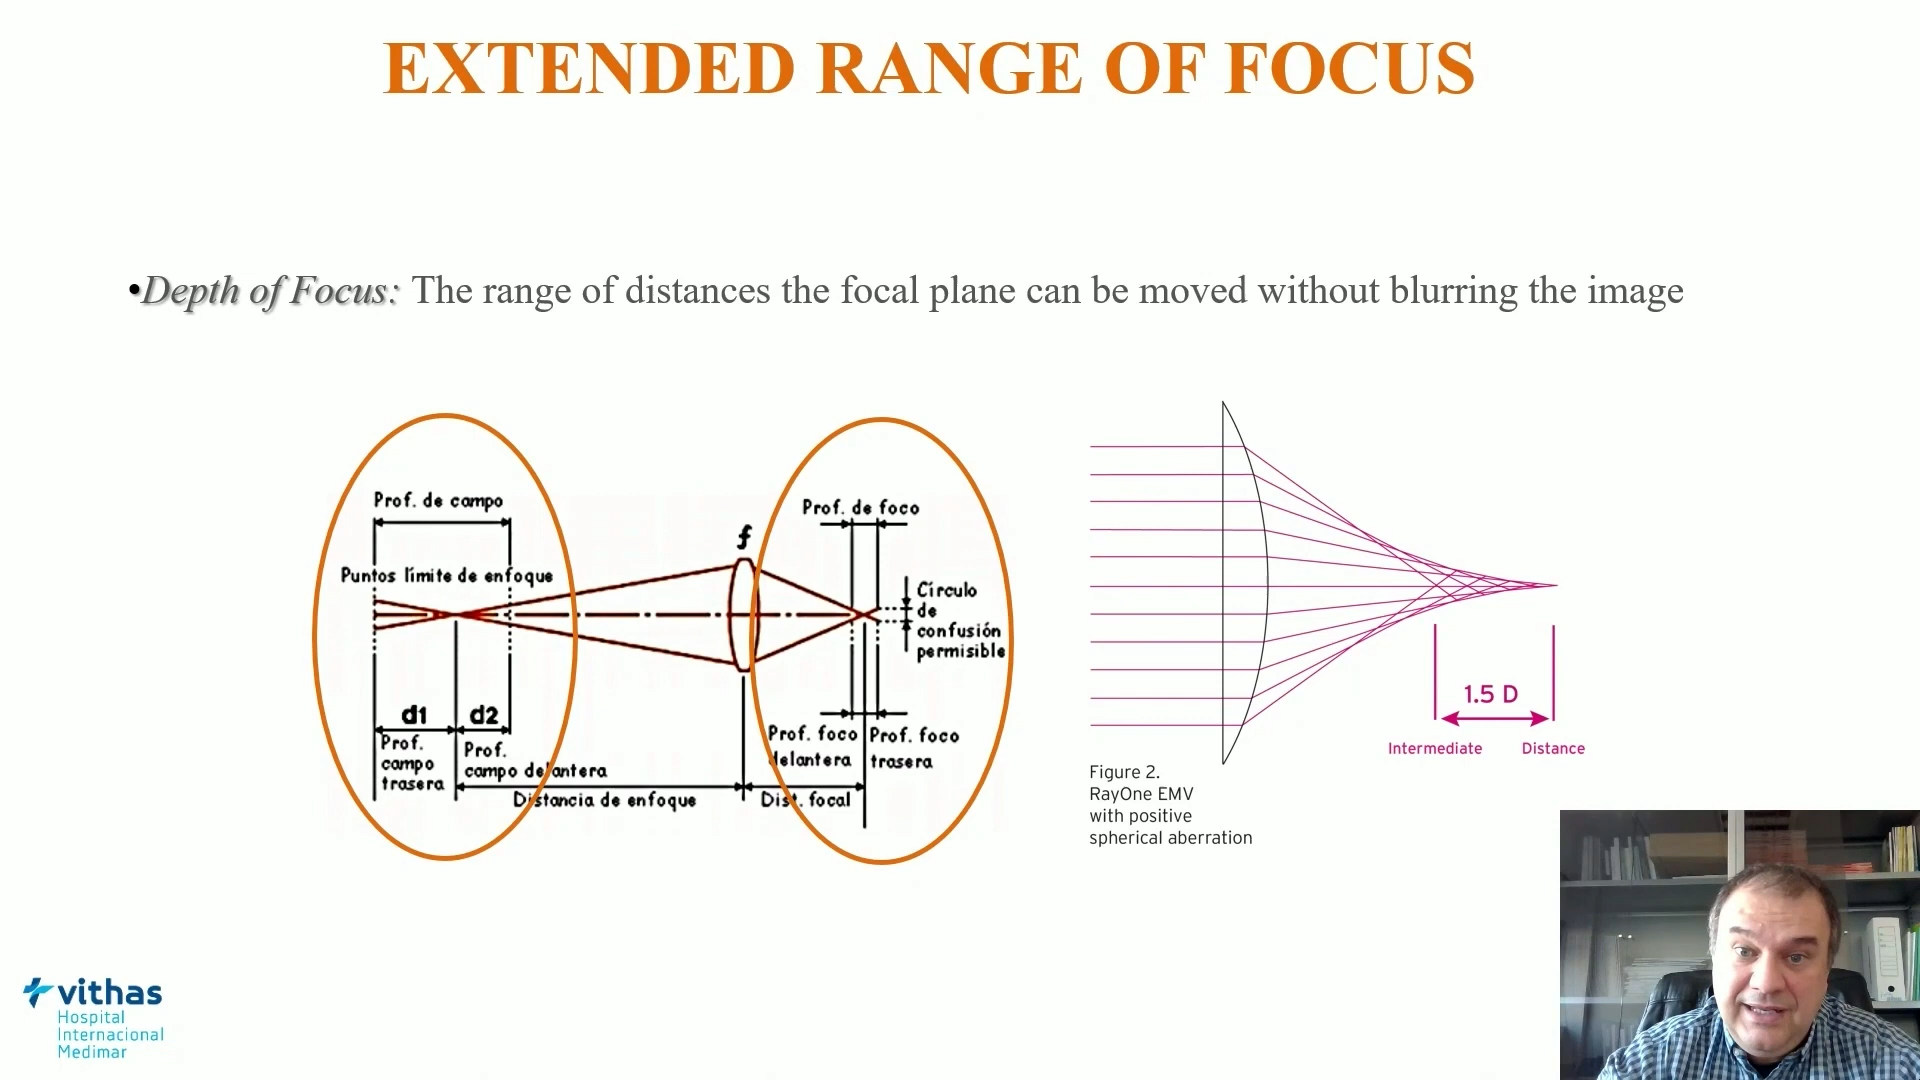 EXTENDED RANGE OF FOCUS
•Depth of Focus: The range of distances the focal plane can be moved without blurring the image
Prof. de campo
Puntos límite de enfoque
d1
d2
Prof.
campo
trasera
Prof.
campo delantera
Distancia de enfoque
f
Prof. de foco
Círculo
de
confusión
permisible
Prof. foco
delantera
Prof. foco
trasera
Dist. focal
1.5 D
Intermediate
Distance
Figure 2.
RayOne EMV
with positive
spherical aberration
vithas
Hospital
Internacional
Medimar